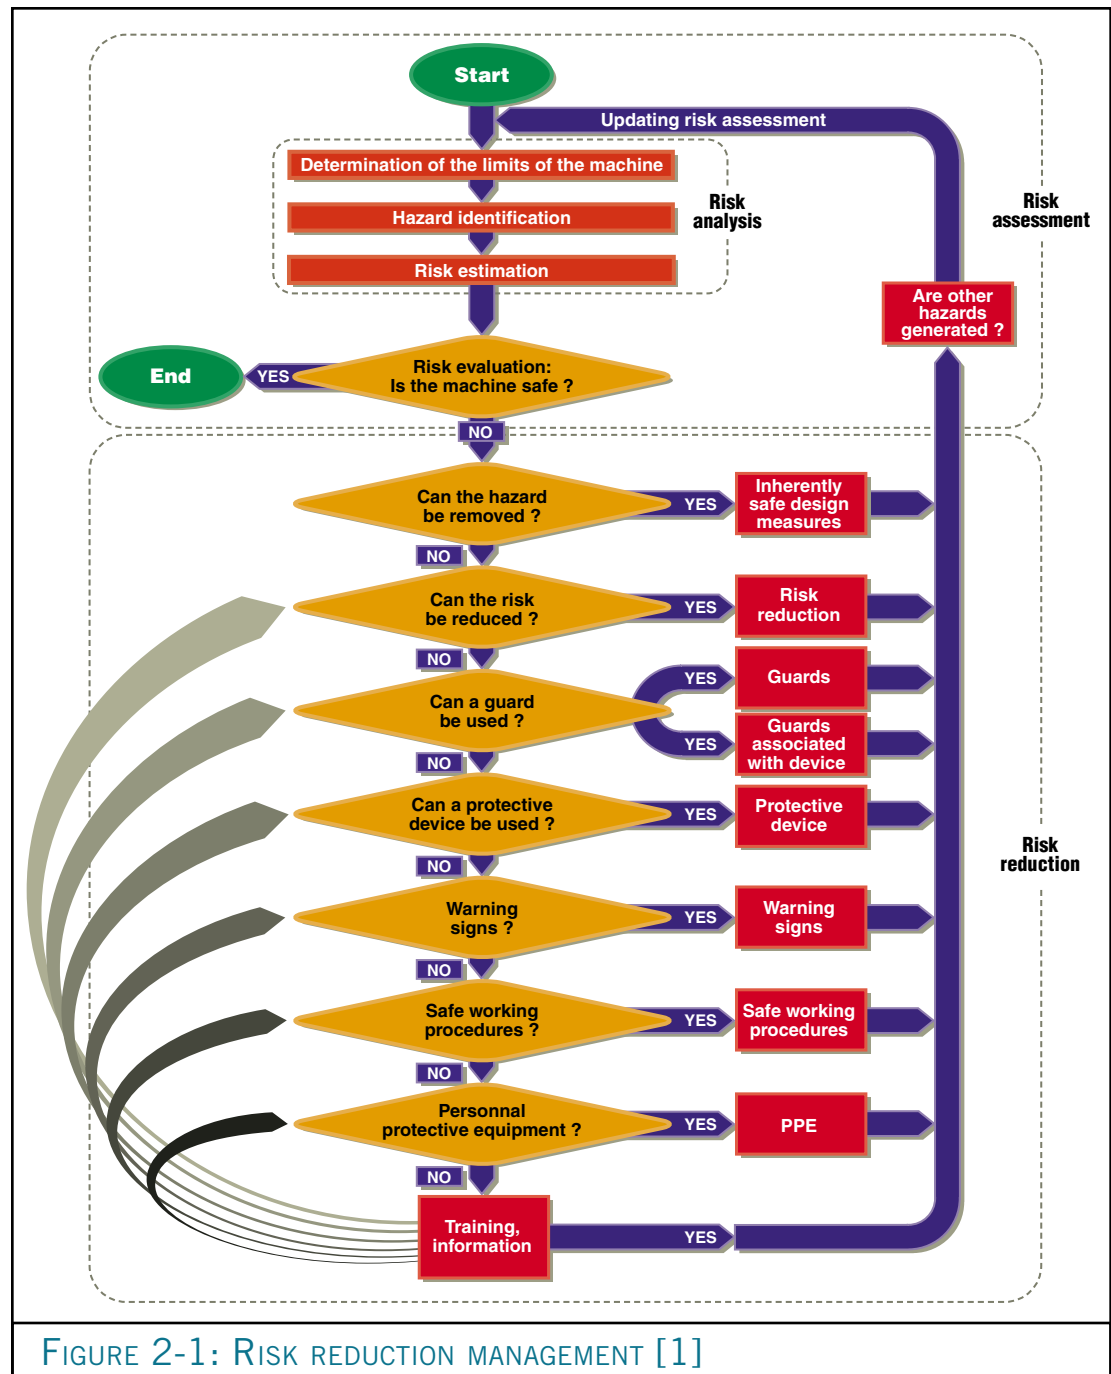 Start
Updating risk assessment
Determination of the limits of the machine
Hazard identification
Risk estimation
Risk
analysis
Risk
assessment
Are other
hazards
generated ?
Risk evaluation:
Is the machine safe ?
YES
End
NO
Can the hazard
be removed ?
YES
Inherently
safe design
measures
NO
Can the risk
be reduced ?
YES
Risk
reduction
NO
Can a guard
be used ?
YES
Guards
YES
Guards
associated
with device
NO
Can a protective
device be used ?
YES
Protective
device
Risk
reduction
NO
Warning
signs ?
YES
Warning
signs
NO
Safe working
procedures ?
YES
Safe working
procedures
NO
Personnal
protective equipment ?
YES
PPE
NO
Training,
information
YES
FIGURE 2-1: RISK REDUCTION MANAGEMENT [1]